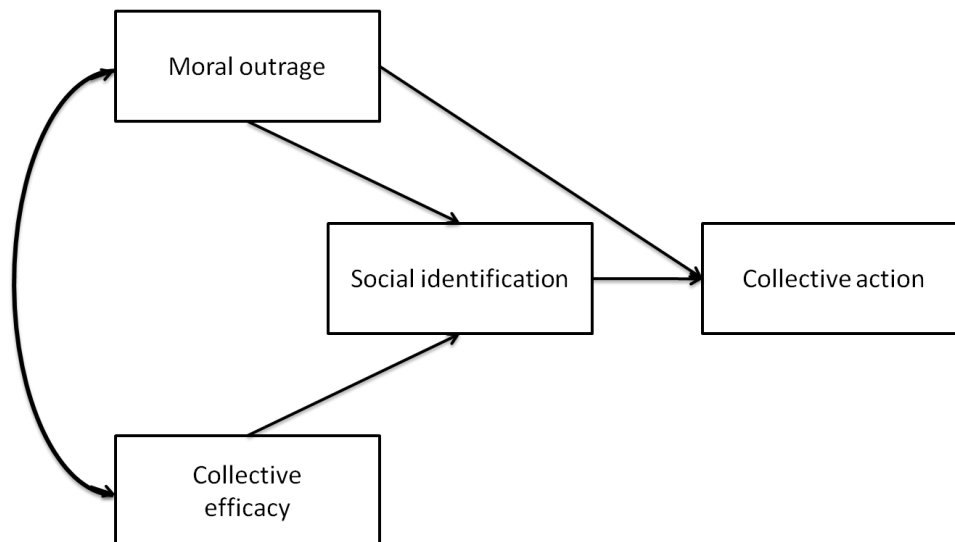 Moral outrage
Social identification
Collective action
Collective
efficacy